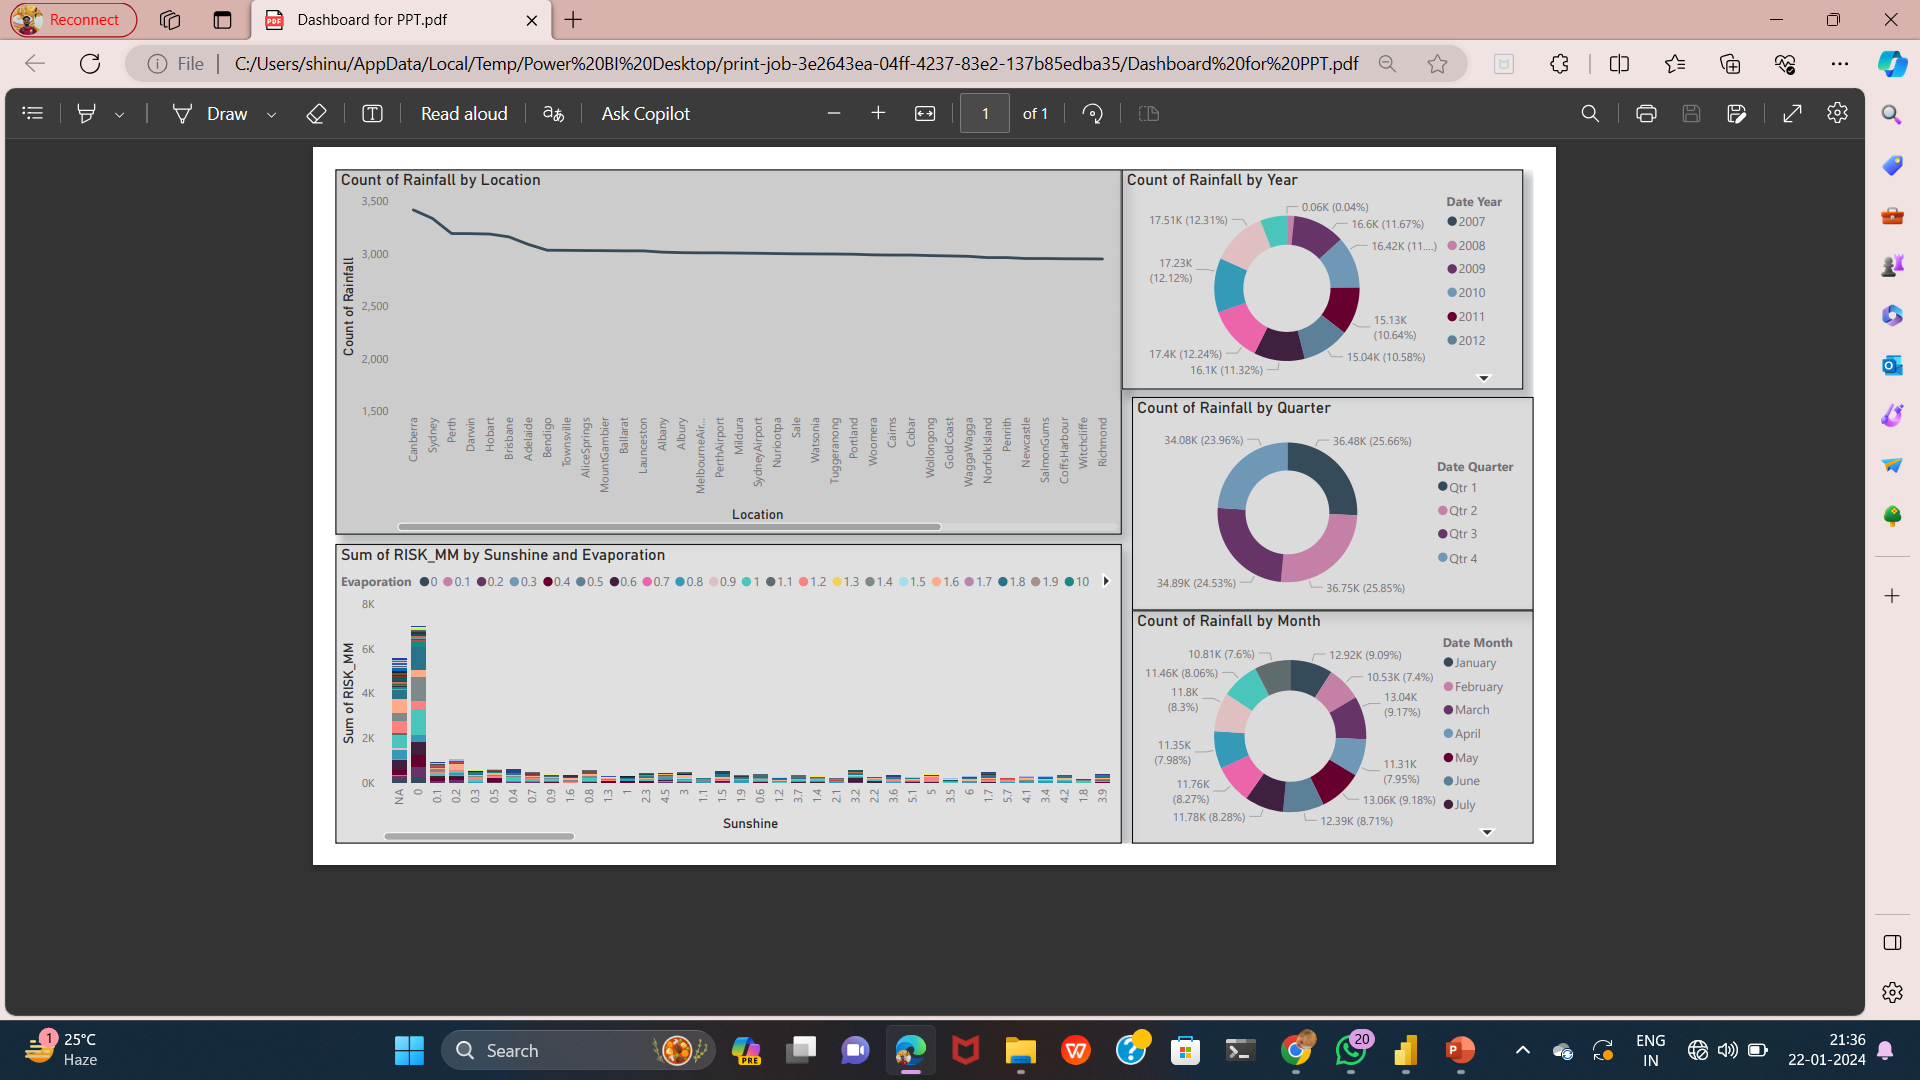 Reconnect
Dashboard for PPT.pdf
File
C:/Users/shinu/AppData/Local/Temp/Power%20BI%20Desktop/print-job-3e2643ea-04ff-4237-83e2-137b85edba35/Dashboard%20for%20PPT.pdf
Draw
Read aloud
aあ
Ask Copilot
1
of 1
Count of Rainfall by Location
3,500
3,000
2,500
2,000
1,500
Count of Rainfall
Canberra
Sydney
Perth
Darwin
Hobart
Brisbane
Adelaide
Bendigo
Townsville
AliceSprings
MountGambier
Ballarat
Launceston
Albany
Albury
MelbourneAir...
PerthAirport
Mildura
SydneyAirport
Nuriootpa
Sale
Watsonia
Tuggeranong
Portland
Woomera
Cairns
Cobar
Wollongong
GoldCoast
WaggaWagga
NorfolkIsland
Penrith
Newcastle
SalmonGums
CoffsHarbour
Witchcliffe
Richmond
Location
Count of Rainfall by Year
0.06K (0.04%)
16.6K (11.67%)
16.42K (11....)
15.13K
(10.64%)
15.04K (10.58%)
16.1K (11.32%)
17.4K (12.24%)
17.23K
(12.12%)
17.51K (12.31%)
Date Year
2007
2008
2009
2010
2011
2012
Count of Rainfall by Quarter
34.08K (23.96%)
36.48K (25.66%)
34.89K (24.53%)
36.75K (25.85%)
Date Quarter
Qtr 1
Qtr 2
Qtr 3
Qtr 4
Sum of RISK_MM by Sunshine and Evaporation
Evaporation 0 0.1 0.2 0.3 0.4 0.5 0.6 0.7 0.8 0.9 1 1.1 1.2 1.3 1.4 1.5 1.6 1.7 1.8 1.9 10
8K
6K
4K
2K
0K
Sum of RISK_MM
NA
0
0.1
0.2
0.3
0.5
0.4
0.7
0.9
1.6
0.8
1.3
1
2.3
4.5
3
1.1
1.5
1.9
0.6
1.2
3.7
1.4
2.1
3.2
2.2
3.6
5.1
5
3.5
6
1.7
5.7
4.1
3.4
4.2
1.8
3.9
Sunshine
Count of Rainfall by Month
12.92K (9.09%)
10.53K (7.4%)
13.04K
(9.17%)
11.31K
(7.95%)
13.06K (9.18%)
12.39K (8.71%)
11.78K (8.28%)
11.76K
(8.27%)
11.35K
(7.98%)
11.8K
(8.3%)
11.46K (8.06%)
10.81K (7.6%)
Date Month
January
February
March
April
May
June
July
1
25°C
Haze
Search
PRE
20
ENG
IN
21:36
22-01-2024